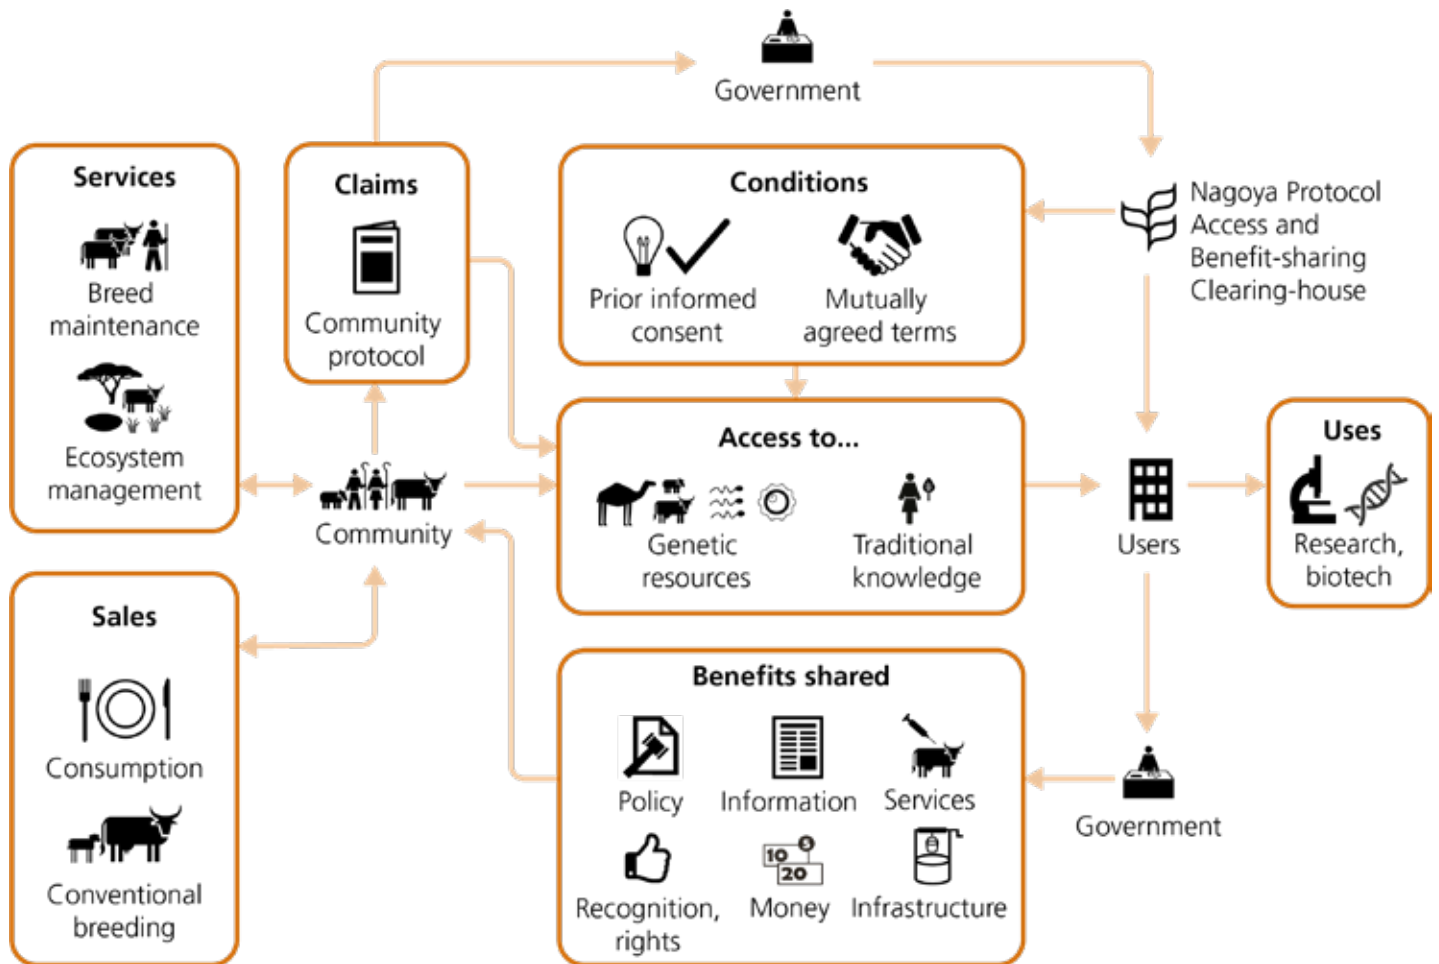 Government
Services
Breed
maintenance
Ecosystem
management
Claims
Community
protocol
Conditions
Prior informed
consent
Mutually
agreed terms
Nagoya Protocol
Access and
Benefit-sharing
Clearing-house
Community
Access to...
Genetic
resources
Traditional
knowledge
Users
Uses
Research,
biotech
Sales
Consumption
Conventional
breeding
Benefits shared
Policy
Information
Services
Recognition,
rights
10
5
20
Money
Infrastructure
Government